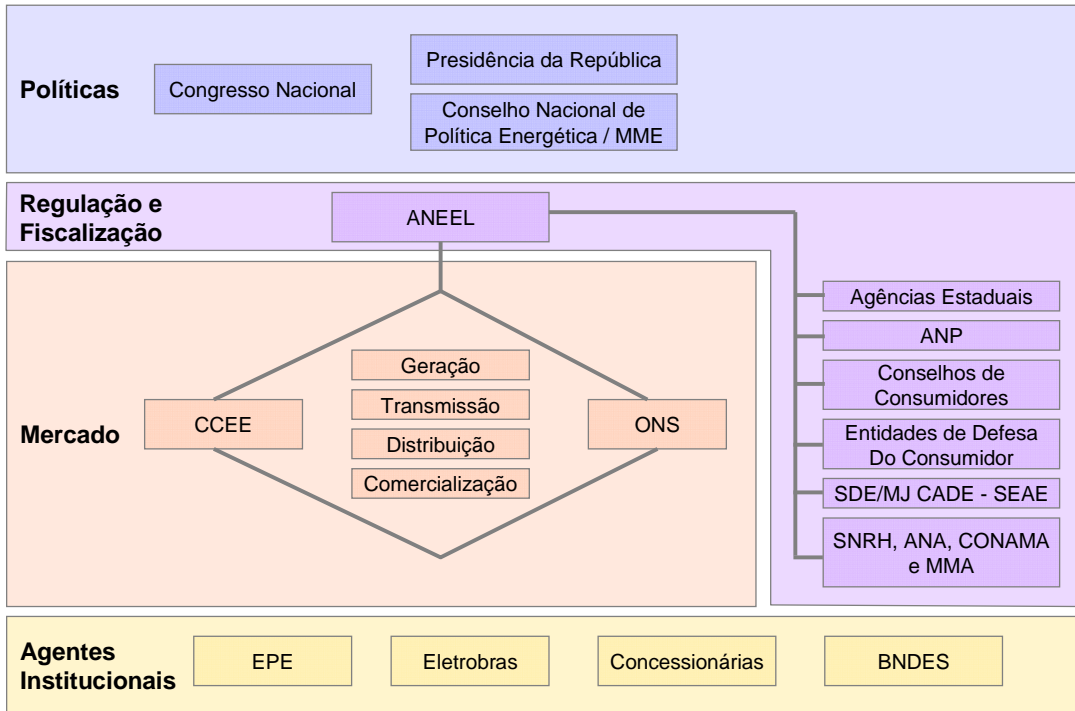 Políticas
Congresso Nacional
Presidência da República
Conselho Nacional de
Política Energética / MME
Regulação e
Fiscalização
ANEEL
Agências Estaduais
ANP
Conselhos de
Consumidores
Entidades de Defesa
Do Consumidor
SDE/MJ CADE - SEAE
SNRH, ANA, CONAMA
e MMA
Mercado
CCEE
Geração
Transmissão
Distribuição
Comercialização
ONS
Agentes
Institucionais
EPE
Eletrobras
Concessionárias
BNDES